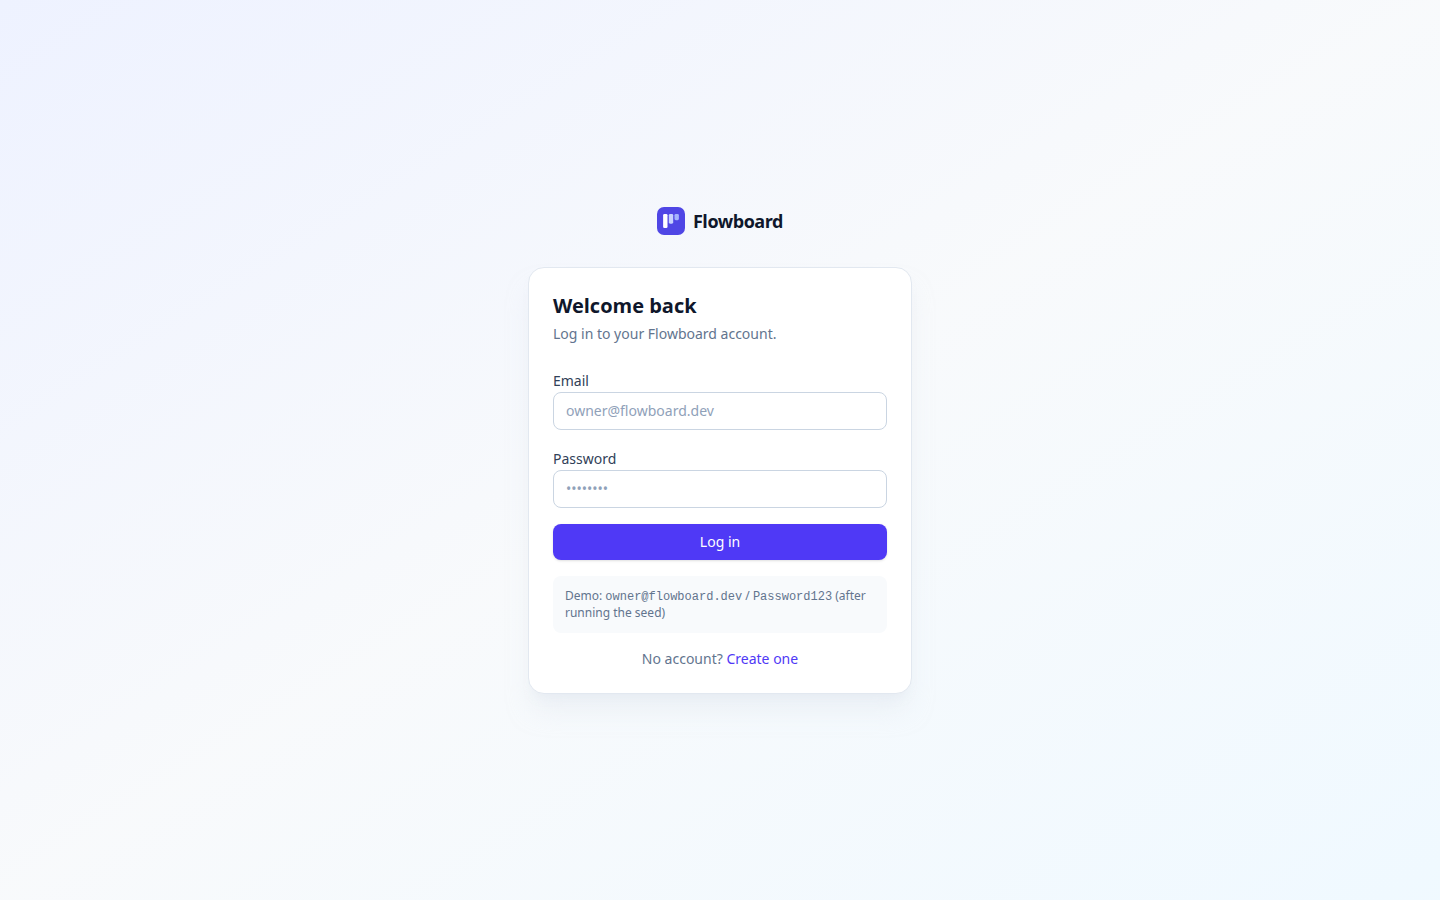 Flowboard
Welcome back
Log in to your Flowboard account.
Email
owner@flowboard.dev
Password
••••••••
Log in
Demo: owner@flowboard.dev / Password123 (after
running the seed)
No account? Create one